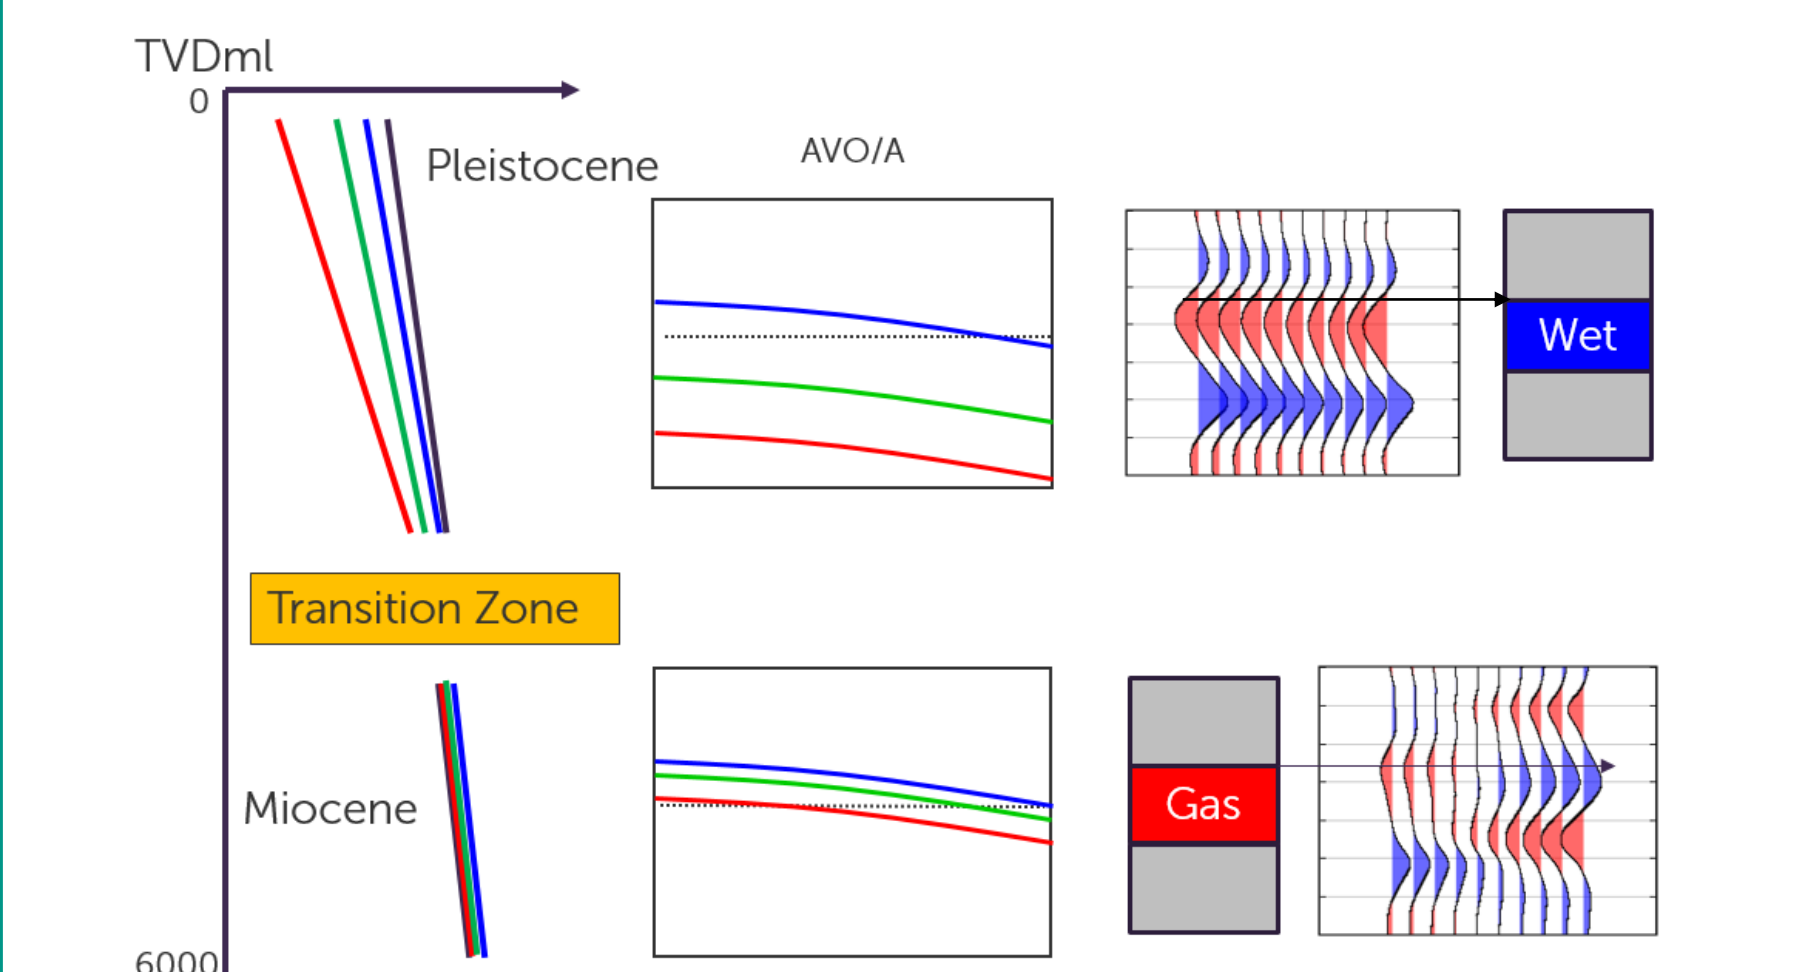 TVDml
0
Pleistocene
AVO/A
Wet
Transition Zone
Miocene
Gas
6000